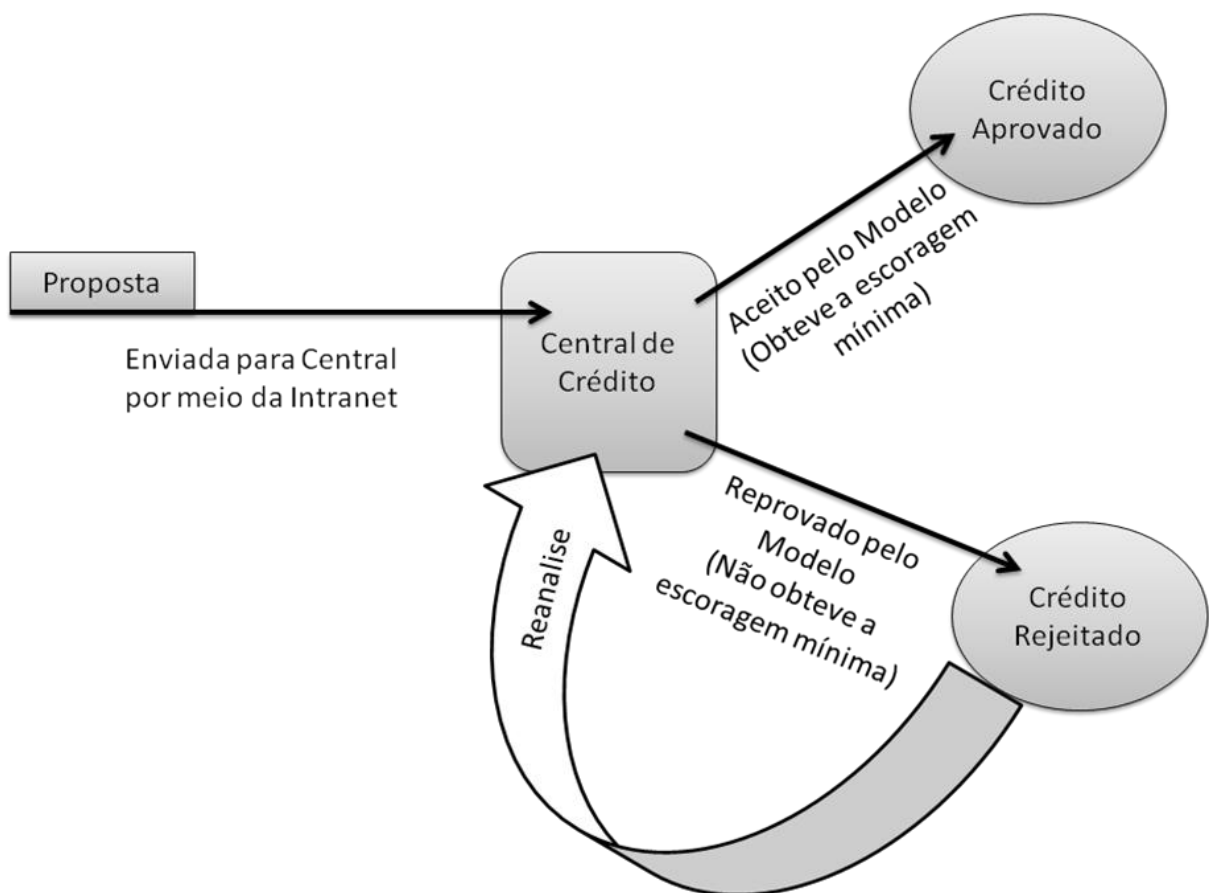 Proposta
Enviada para Central
por meio da Intranet
Central de
Crédito
Aceito pelo Modelo
(Obteve a escoragem
mínima)
Crédito
Aprovado
Reprovado pelo
Modelo
(Não obteve a
escoragem mínima)
Crédito
Rejeitado
Reanalise